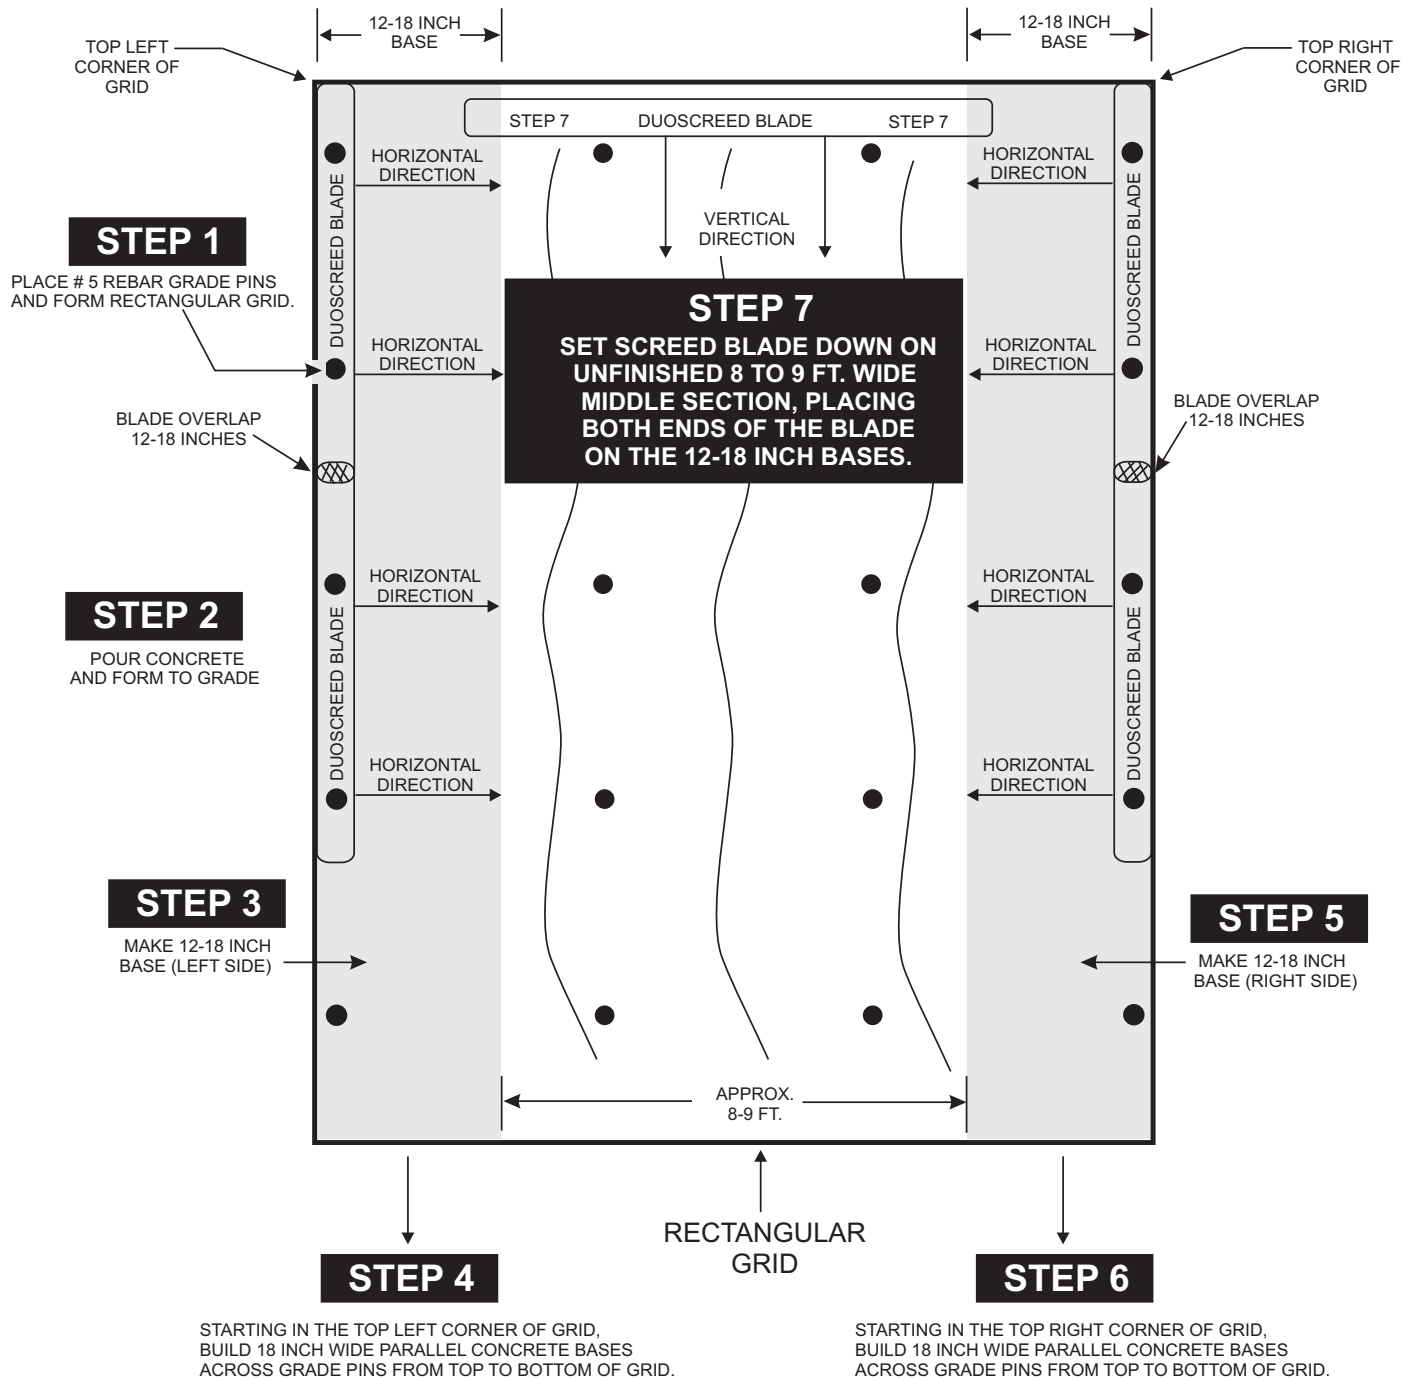 12-18 INCH
BASE
12-18 INCH
BASE
TOP LEFT
CORNER OF
GRID
TOP RIGHT
CORNER OF
GRID
STEP 7 DUOSCREED BLADE STEP 7
HORIZONTAL
DIRECTION
HORIZONTAL
DIRECTION
DUOSCREED BLADE
DUOSCREED BLADE
VERTICAL
DIRECTION
STEP 1
PLACE # 5 REBAR GRADE PINS
AND FORM RECTANGULAR GRID.
STEP 7
SET SCREED BLADE DOWN ON
UNFINISHED 8 TO 9 FT. WIDE
MIDDLE SECTION, PLACING
BOTH ENDS OF THE BLADE
ON THE 12-18 INCH BASES.
HORIZONTAL
DIRECTION
HORIZONTAL
DIRECTION
BLADE OVERLAP
12-18 INCHES
BLADE OVERLAP
12-18 INCHES
HORIZONTAL
DIRECTION
HORIZONTAL
DIRECTION
STEP 2
POUR CONCRETE
AND FORM TO GRADE
DUOSCREED BLADE
DUOSCREED BLADE
HORIZONTAL
DIRECTION
HORIZONTAL
DIRECTION
STEP 3
MAKE 12-18 INCH
BASE (LEFT SIDE)
STEP 5
MAKE 12-18 INCH
BASE (RIGHT SIDE)
APPROX.
8-9 FT.
RECTANGULAR
GRID
STEP 4
STARTING IN THE TOP LEFT CORNER OF GRID,
BUILD 18 INCH WIDE PARALLEL CONCRETE BASES
ACROSS GRADE PINS FROM TOP TO BOTTOM OF GRID.
STEP 6
STARTING IN THE TOP RIGHT CORNER OF GRID,
BUILD 18 INCH WIDE PARALLEL CONCRETE BASES
ACROSS GRADE PINS FROM TOP TO BOTTOM OF GRID.